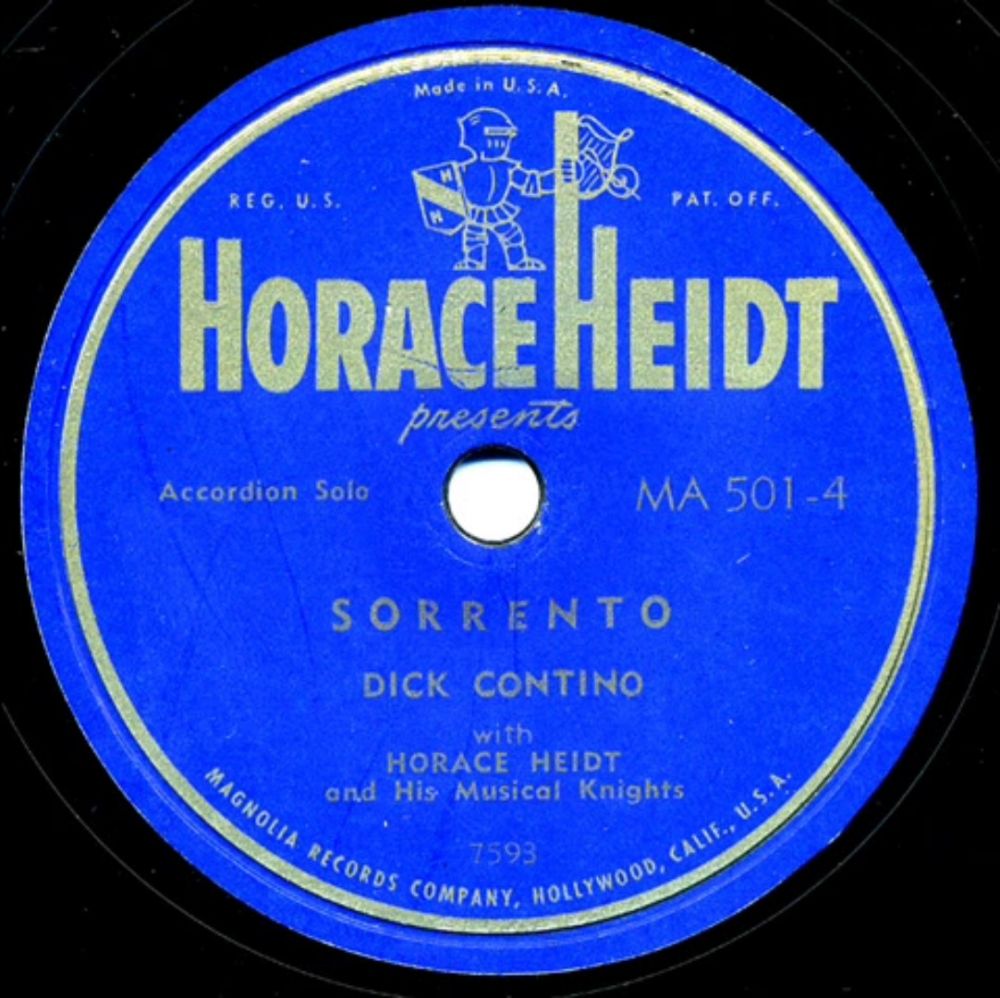 Made in U.S.A.
REG. U.S. PAT. OFF.
H
H
HORACE HEIDT
presents
Accordion Solo MA 501-4
SORRENTO
DICK CONTINO
with
HORACE HEIDT
and His Musical Knights
7593
MAGNOLIA RECORDS COMPANY, HOLLYWOOD, CALIF., U.S.A.